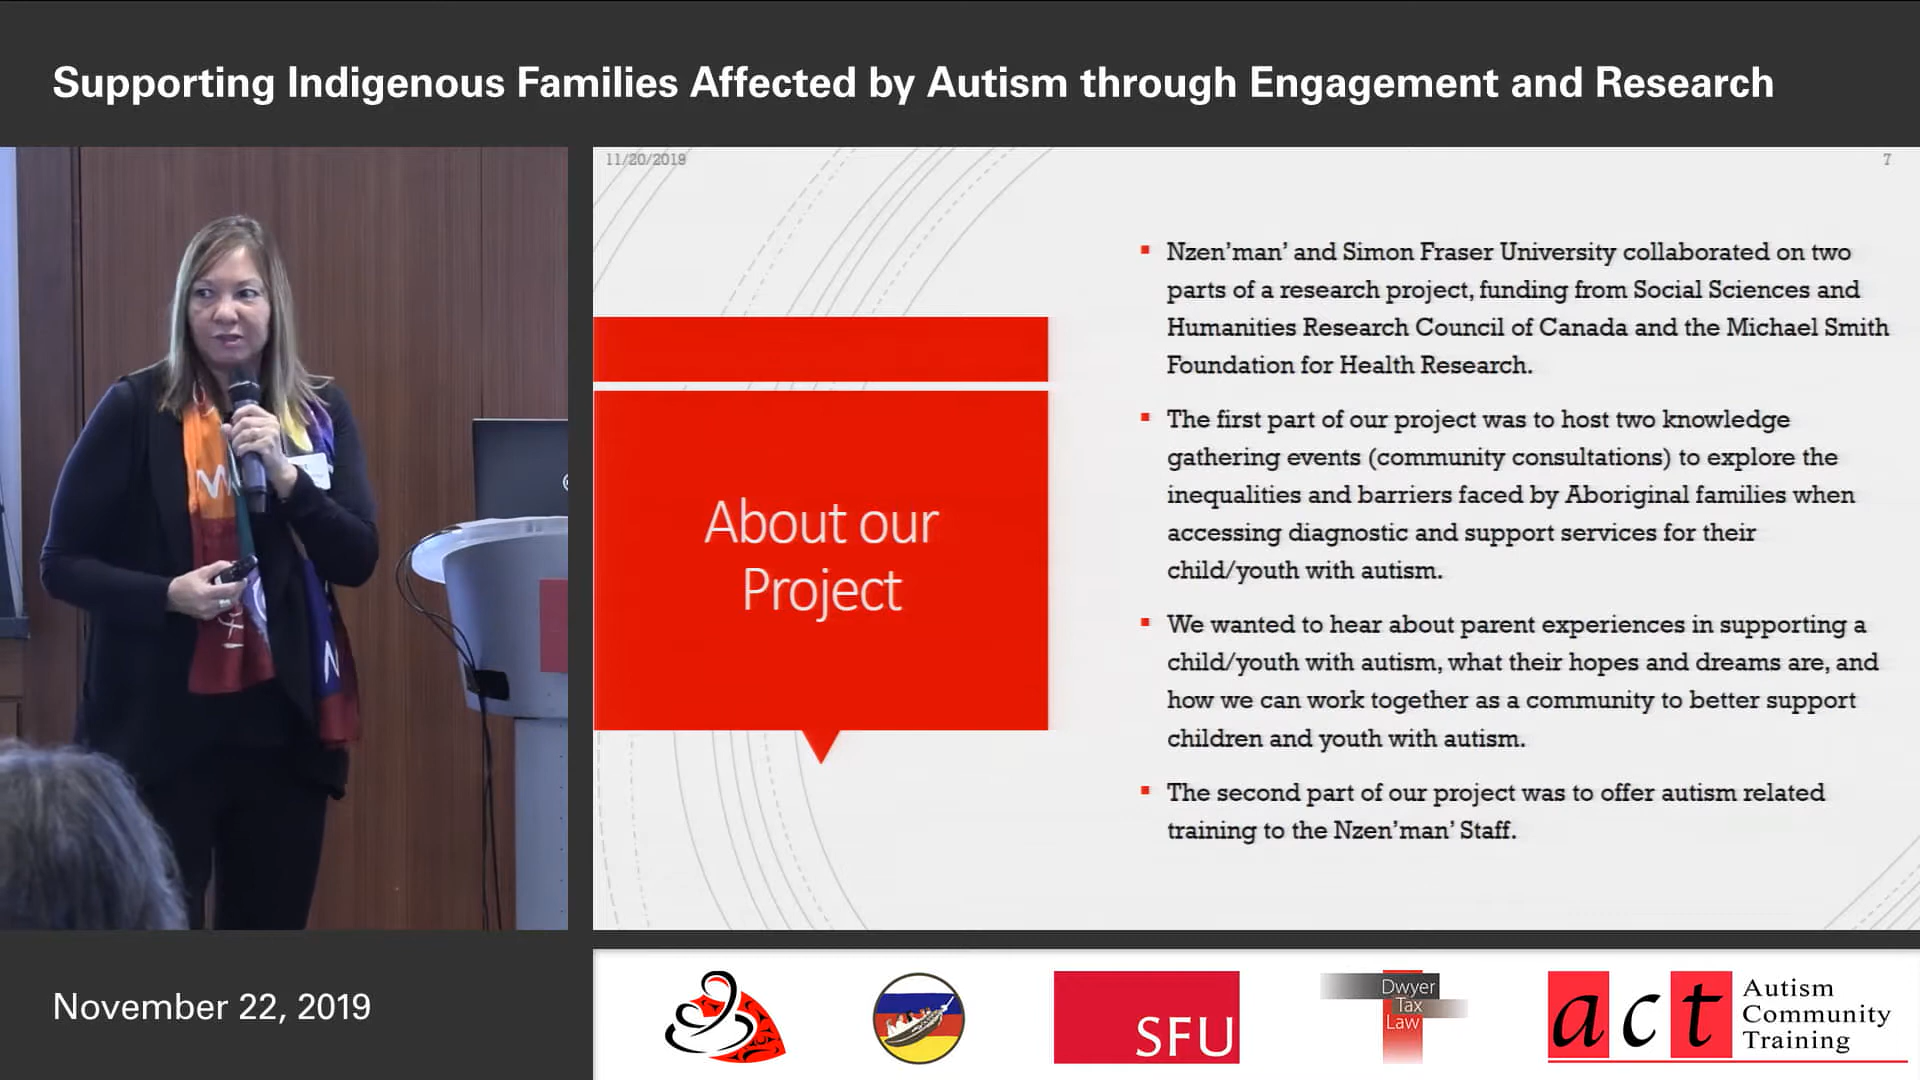 Supporting Indigenous Families Affected by Autism through Engagement and Research
11/20/2019
7
About our
Project
Nzen'man' and Simon Fraser University collaborated on two
parts of a research project, funding from Social Sciences and
Humanities Research Council of Canada and the Michael Smith
Foundation for Health Research.
The first part of our project was to host two knowledge
gathering events (community consultations) to explore the
inequalities and barriers faced by Aboriginal families when
accessing diagnostic and support services for their
child/youth with autism.
We wanted to hear about parent experiences in supporting a
child/youth with autism, what their hopes and dreams are, and
how we can work together as a community to better support
children and youth with autism.
The second part of our project was to offer autism related
training to the Nzen'man' Staff.
November 22, 2019
SFU
Dwyer
Tax
Law
act
Autism
Community
Training